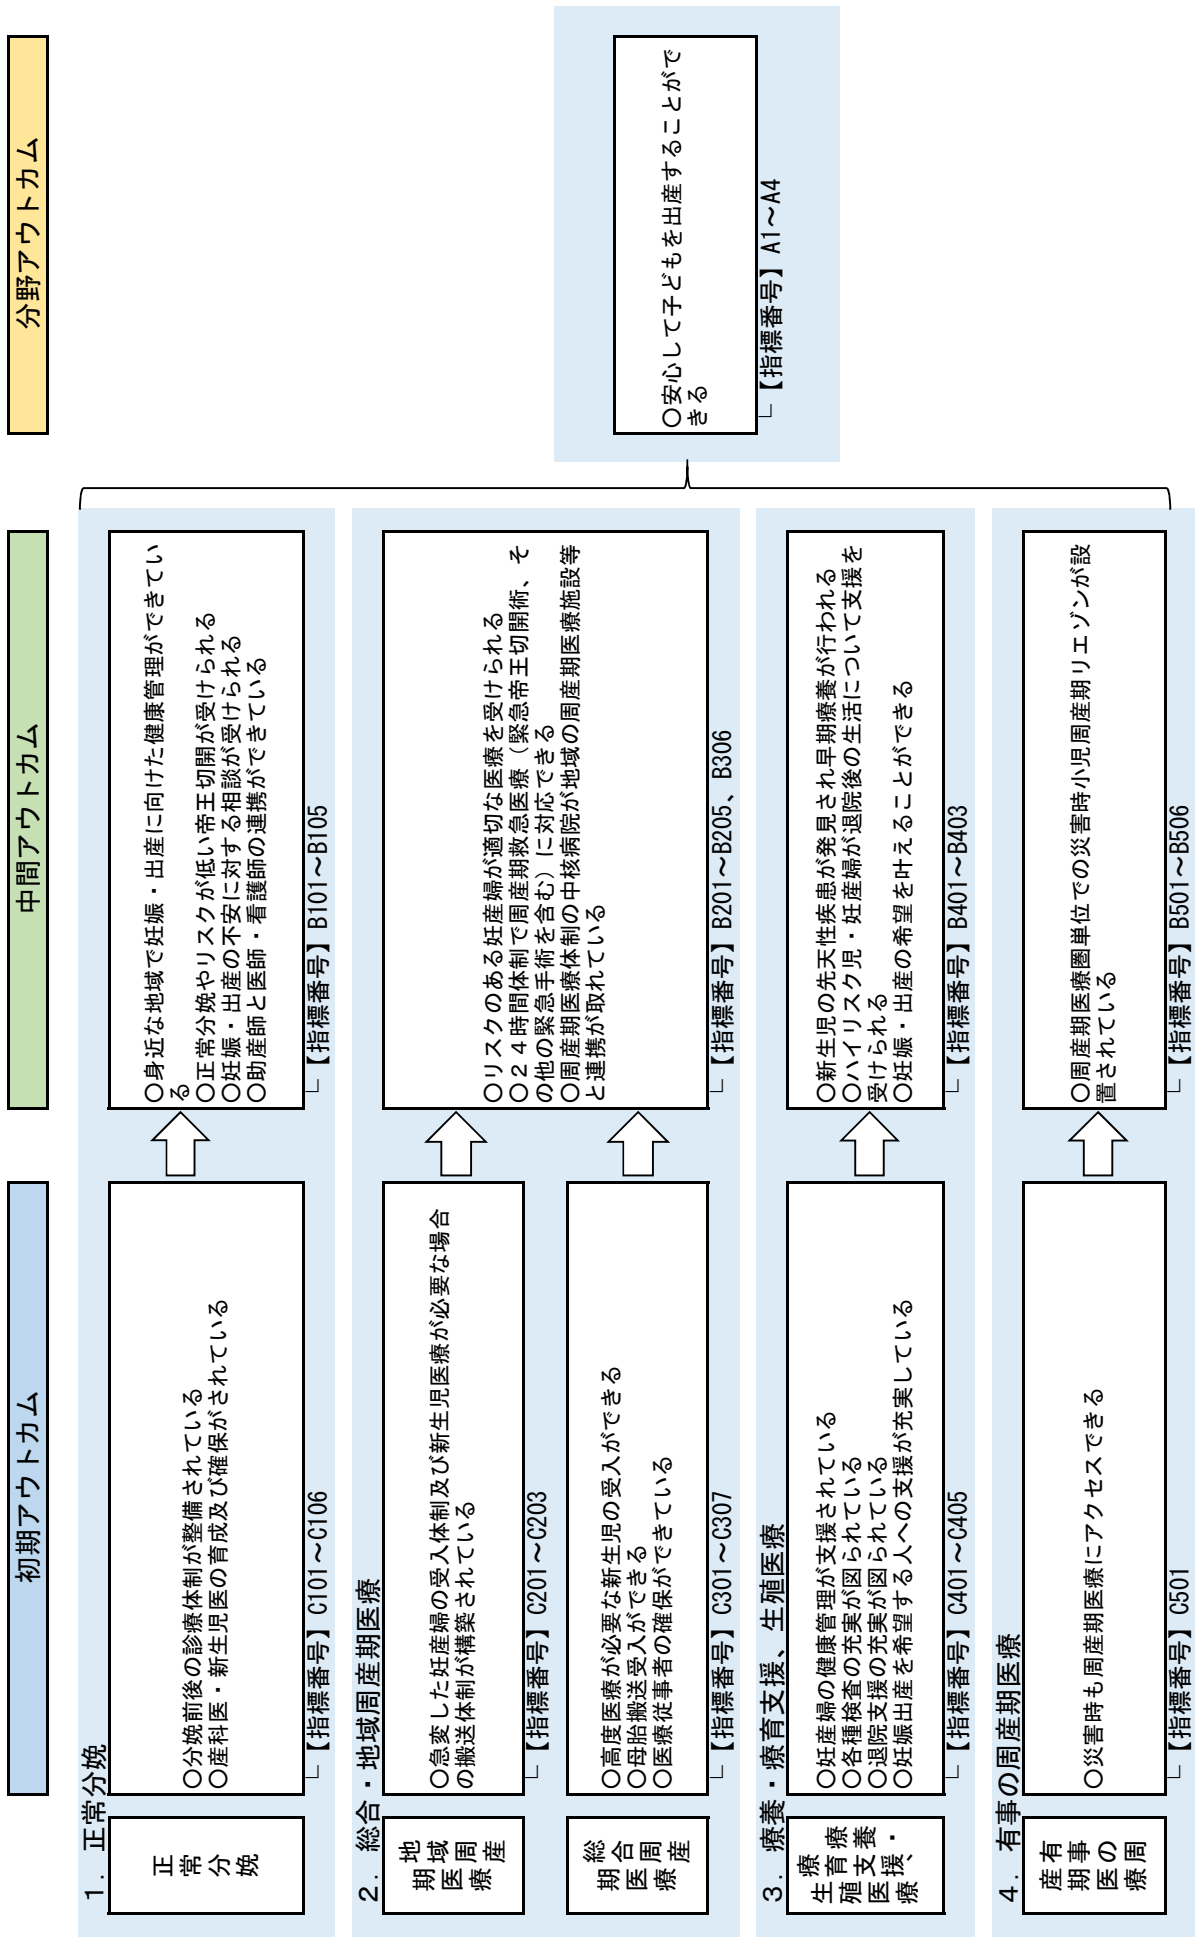 初期アウトカム
中間アウトカム
分野アウトカム
1. 正常分娩
正常分娩
○分娩前後の診療体制が整備されている
○産科医・新生児医の育成及び確保がされている
└【指標番号】C101～C106
○身近な地域で妊娠・出産に向けた健康管理ができてい
る
○正常分娩やリスクが低い帝王切開が受けられる
○妊娠・出産の不安に対する相談が受けられる
○助産師と医師・看護師の連携ができている
└【指標番号】B101～B105
2. 総合・地域周産期医療
地域周産
期医療
○急変した妊産婦の受入体制及び新生児医療が必要な場合
の搬送体制が構築されている
└【指標番号】C201～C203
総合周産
期医療
○高度医療が必要な新生児の受入ができる
○母胎搬送受入ができる
○医療従事者の確保ができている
└【指標番号】C301～C307
○リスクのある妊産婦が適切な医療を受けられる
○２４時間体制で周産期救急医療（緊急帝王切開術、そ
の他の緊急手術を含む）に対応できる
○周産期医療体制の中核病院が地域の周産期医療施設等
と連携が取れている
└【指標番号】B201～B205、B306
3. 療養・療育支援、生殖医療
療養・
療育支援、
生殖医療
○妊産婦の健康管理が支援されている
○各種検査の充実が図られている
○退院支援の充実が図られている
○妊娠出産を希望する人への支援が充実している
└【指標番号】C401～C405
○新生児の先天性疾患が発見され早期療養が行われる
○ハイリスク児・妊産婦が退院後の生活について支援を
受けられる
○妊娠・出産の希望を叶えることができる
└【指標番号】B401～B403
4. 有事の周産期医療
有事の周
産期医療
○災害時も周産期医療にアクセスできる
└【指標番号】C501
○周産期医療圏単位での災害時小児周産期リエゾンが設
置されている
└【指標番号】B501～B506
○安心して子どもを出産することがで
きる
└【指標番号】A1～A4